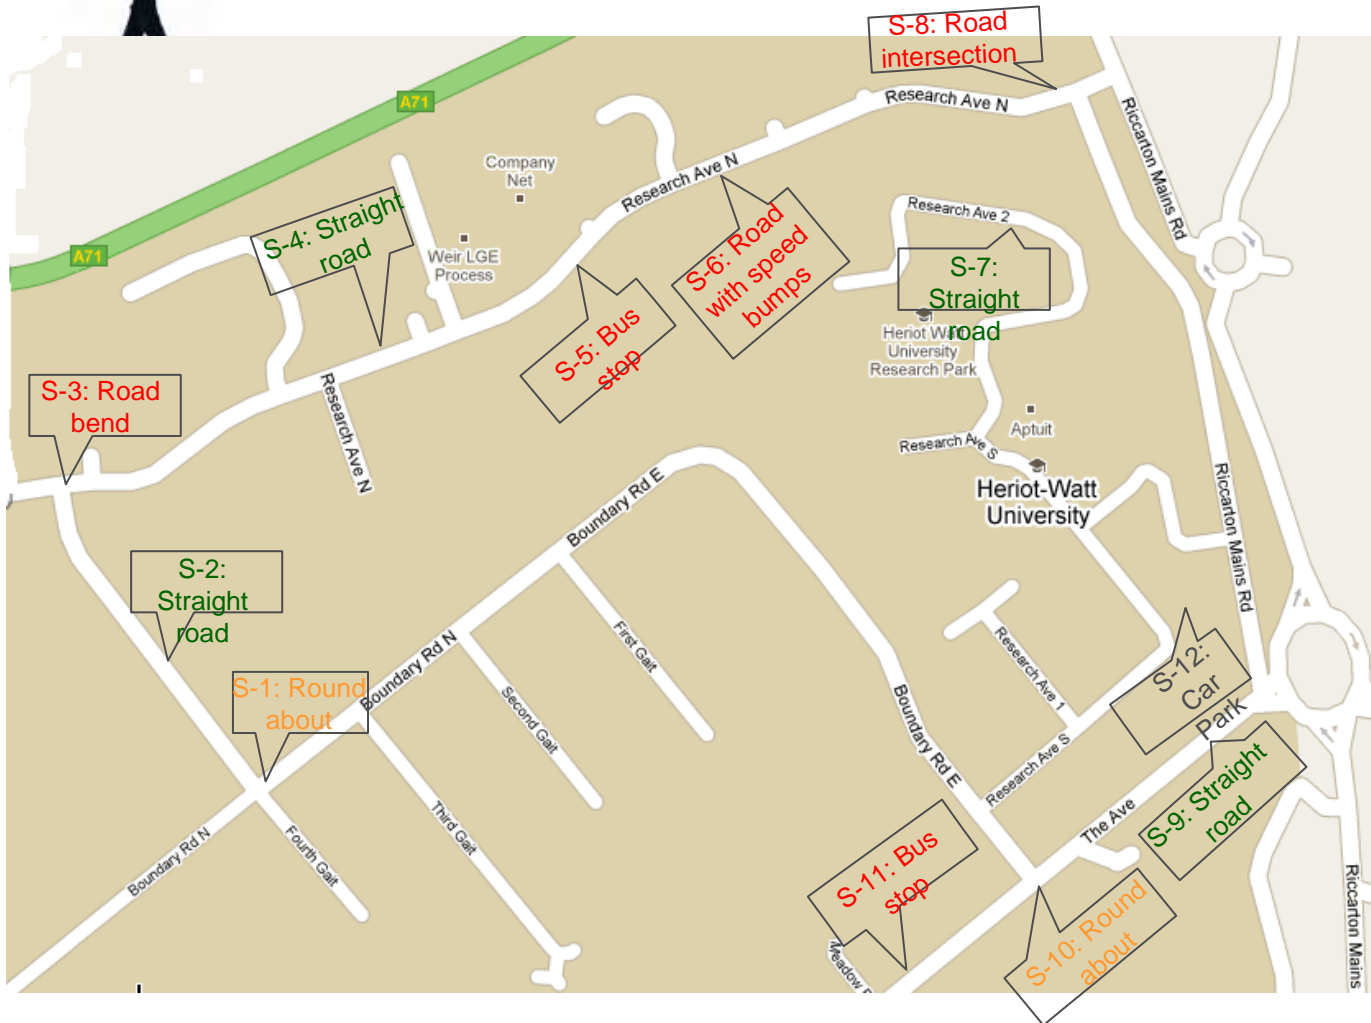 S-8: Road
intersection
A71
Research Ave N
Riccarton Mains Rd
Company
Net
Research Ave N
S-4: Straight
road
A71
Weir LGE
Process
S-6: Road
with speed
bumps
Research Ave 2
S-7:
Straight
road
Heriot Watt
University
Research Park
S-5: Bus
stop
S-3: Road
bend
Research Ave N
Aptuit
Research Ave S
Heriot-Watt
University
Riccarton Mains Rd
Boundary Rd E
S-2:
Straight
road
First Gait
Research Ave 1
S-12:
Car
Park
S-1: Round
about
Boundary Rd N
Second Gait
Boundary Rd E
Research Ave S
S-9: Straight
road
The Ave
Third Gait
Boundary Rd N
Fourth Gait
S-11: Bus
stop
S-10: Round
about
Riccarton Mains
Meadow